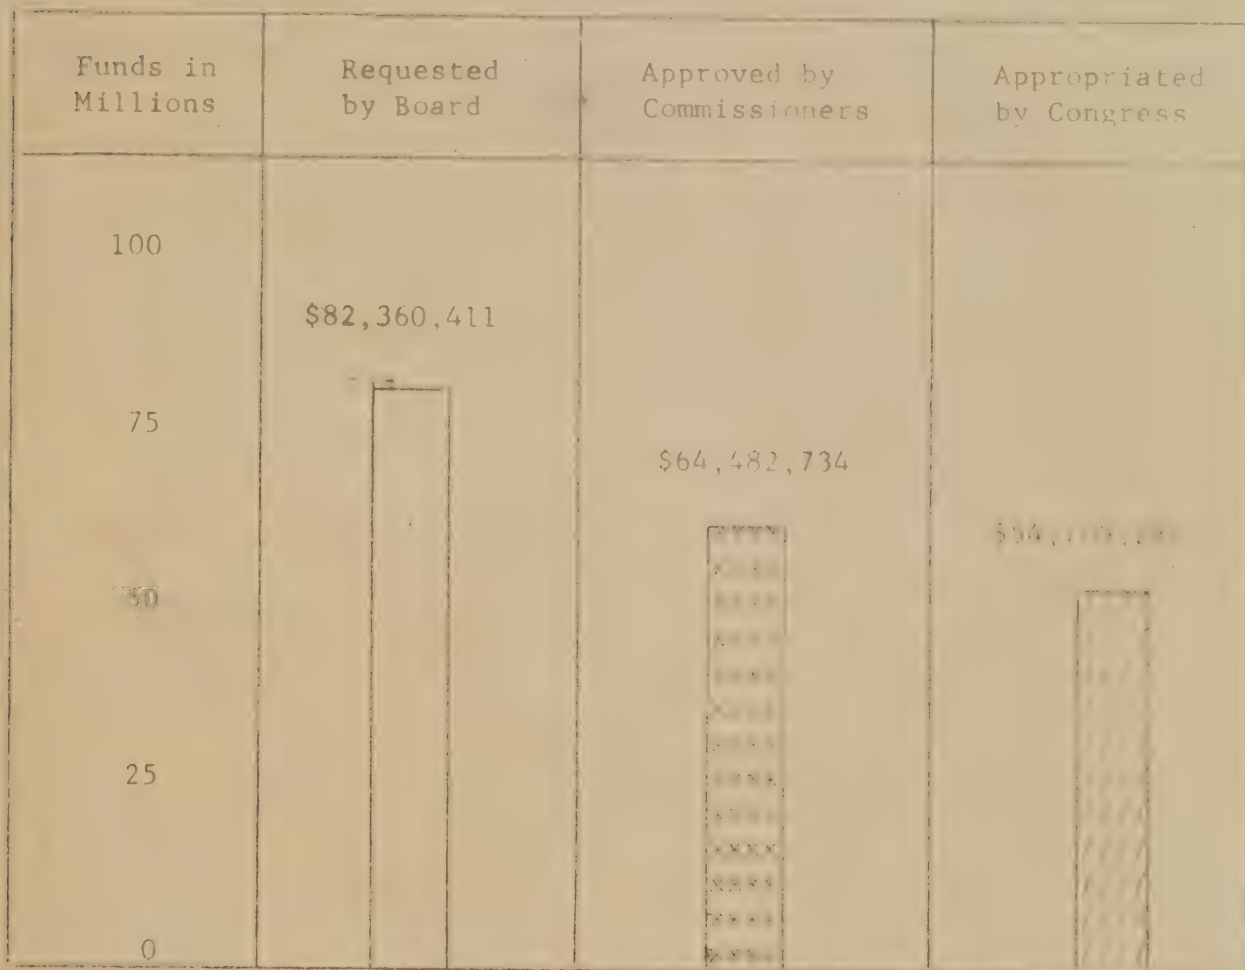 Funds in
Millions
Requested
by Board
Approved by
Commissioners
Appropriated
by Congress
100
$82,360,411
75
$64,482,734
50
25
0